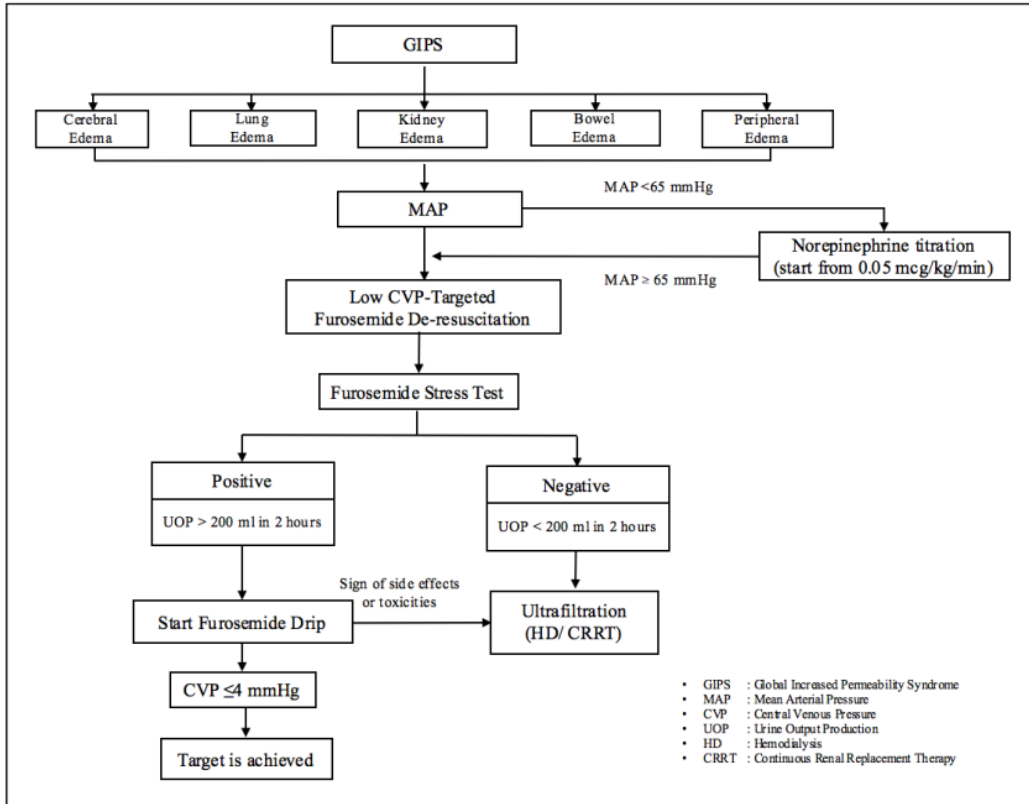 GIPS
Cerebral
Edema
Lung
Edema
Kidney
Edema
Bowel
Edema
Peripheral
Edema
MAP <65 mmHg
MAP
Norepinephrine titration
(start from 0.05 mcg/kg/min)
MAP ≥ 65 mmHg
Low CVP-Targeted
Furosemide De-resuscitation
Furosemide Stress Test
Positive
UOP > 200 ml in 2 hours
Negative
UOP < 200 ml in 2 hours
Sign of side effects
or toxicities
Start Furosemide Drip
Ultrafiltration
(HD/ CRRT)
CVP ≤4 mmHg
Target is achieved
• GIPS : Global Increased Permeability Syndrome
• MAP : Mean Arterial Pressure
• CVP : Central Venous Pressure
• UOP : Urine Output Production
• HD : Hemodialysis
• CRRT : Continuous Renal Replacement Therapy